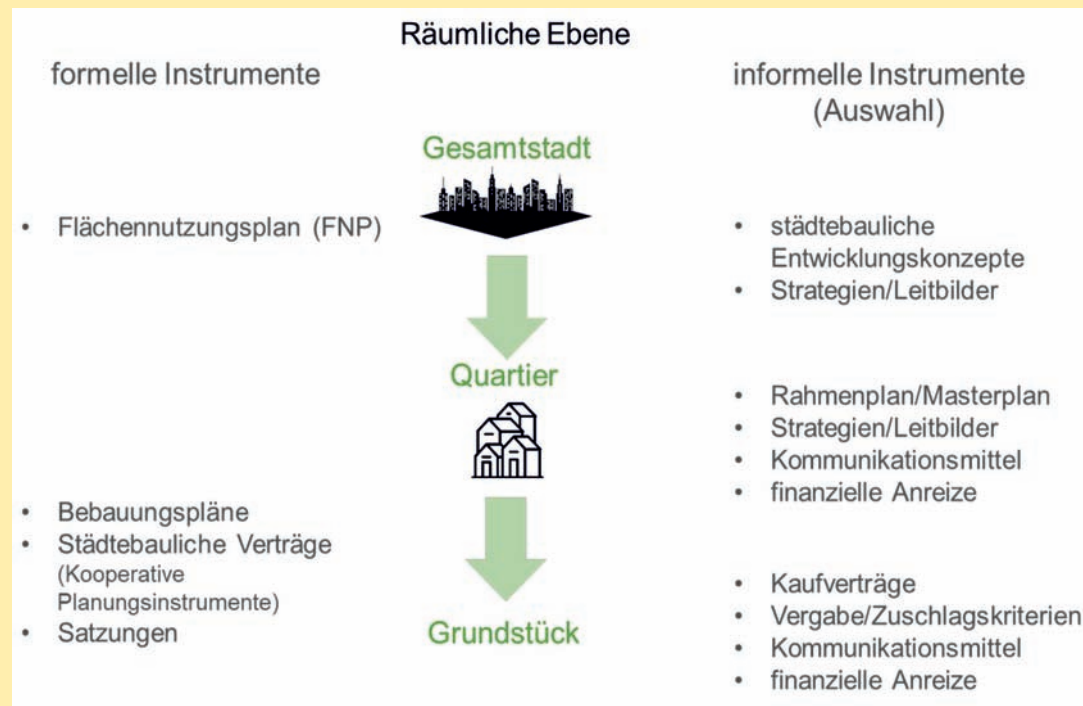 Räumliche Ebene
formelle Instrumente
informelle Instrumente
(Auswahl)
Gesamtstadt
• Flächennutzungsplan (FNP)
• städtebauliche
Entwicklungskonzepte
• Strategien/Leitbilder
Quartier
• Rahmenplan/Masterplan
• Strategien/Leitbilder
• Kommunikationsmittel
• finanzielle Anreize
• Bebauungspläne
• Städtebauliche Verträge
(Kooperative
Planungsinstrumente)
• Satzungen
Grundstück
• Kaufverträge
• Vergabe/Zuschlagskriterien
• Kommunikationsmittel
• finanzielle Anreize